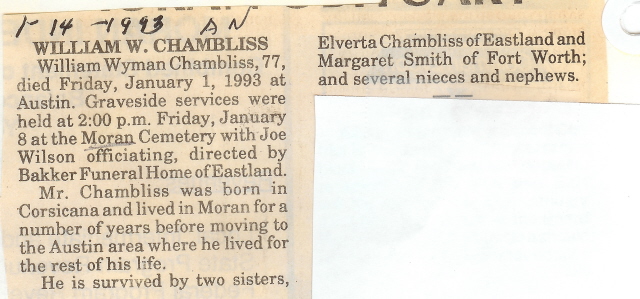 1-14-1993 AN
WILLIAM W. CHAMBLISS
William Wyman Chambliss, 77,
died Friday, January 1, 1993 at
Austin. Graveside services were
held at 2:00 p.m. Friday, January
8 at the Moran Cemetery with Joe
Wilson officiating, directed by
Bakker Funeral Home of Eastland.
Mr. Chambliss was born in
Corsicana and lived in Moran for a
number of years before moving to
the Austin area where he lived for
the rest of his life.
He is survived by two sisters,
Elverta Chambliss of Eastland and
Margaret Smith of Fort Worth;
and several nieces and nephews.